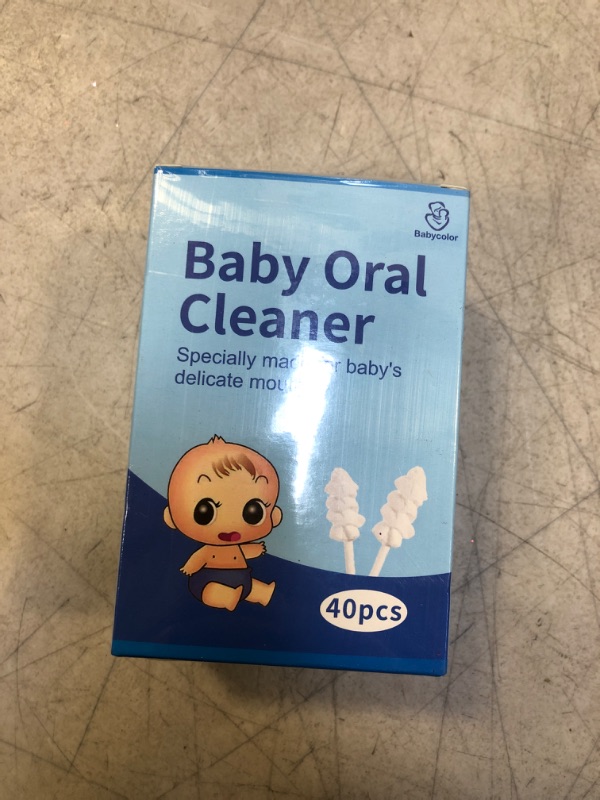 Babycolor
Baby Oral
Cleaner
Specially baby's
delicate
40pcs